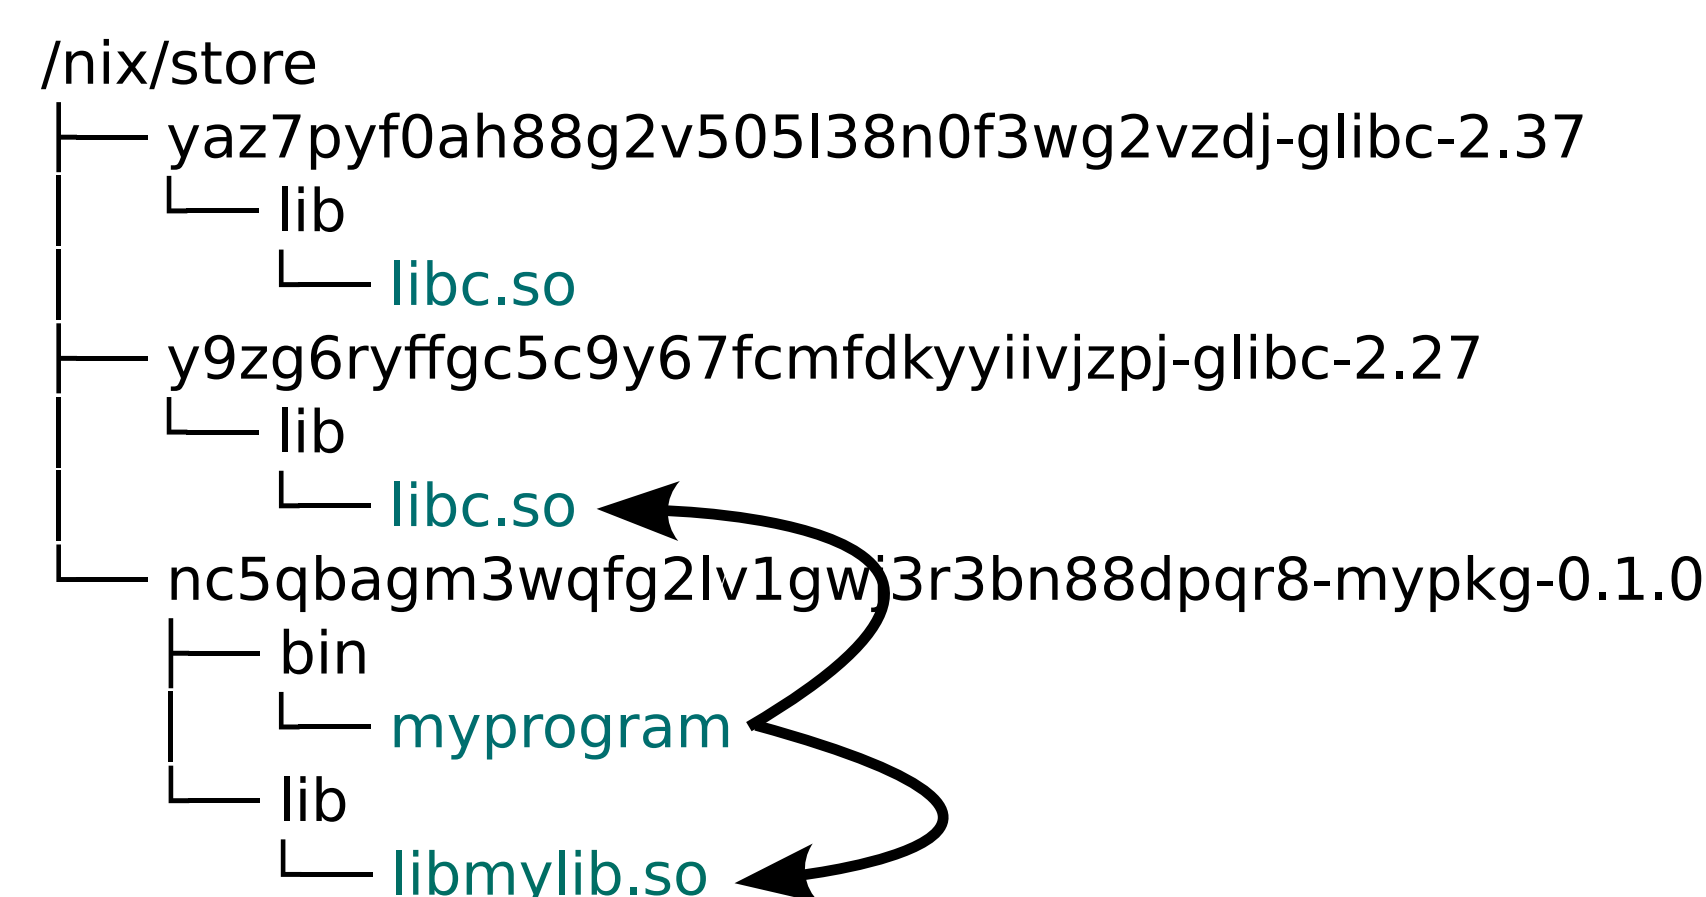 /nix/store
yaz7pyf0ah88g2v505l38n0f3wg2vzdj-glibc-2.37
lib
libc.so
y9zg6ryffgc5c9y67fcmfdkyyiivjzpj-glibc-2.27
lib
libc.so
nc5qbagm3wqfg2lv1gwj3r3bn88dpqr8-mypkg-0.1.0
bin
myprogram
lib
libmylib.so